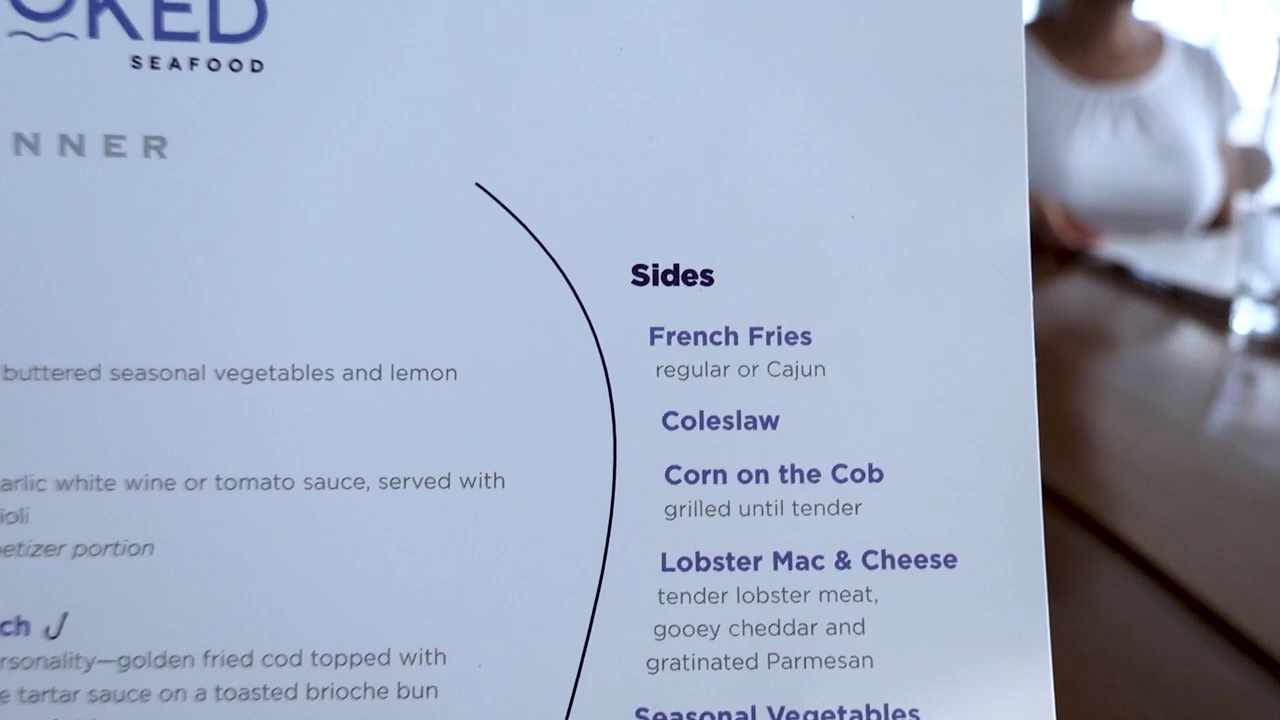 SEAFOOD
NNER
buttered seasonal vegetables and lemon
arlic white wine or tomato sauce, served with
ioli
etizer portion
ch
rsonality—golden fried cod topped with
e tartar sauce on a toasted brioche bun
Sides
French Fries
regular or Cajun
Coleslaw
Corn on the Cob
grilled until tender
Lobster Mac & Cheese
tender lobster meat,
gooey cheddar and
gratinated Parmesan
Seasonal Vegetables